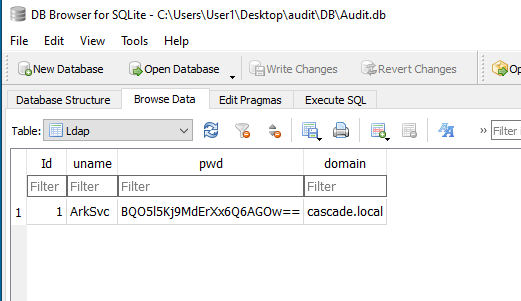 DB Browser for SQLite - C:\Users\User1\Desktop\audit\DB\Audit.db
File Edit View Tools Help
New Database Open Database Write Changes Revert Changes Op
Database Structure Browse Data Edit Pragmas Execute SQL
Table: Ldap » Filter i
Id uname pwd domain
Filter Filter Filter Filter
1 1 ArkSvc BQO5l5Kj9MdErXx6Q6AGOw== cascade.local